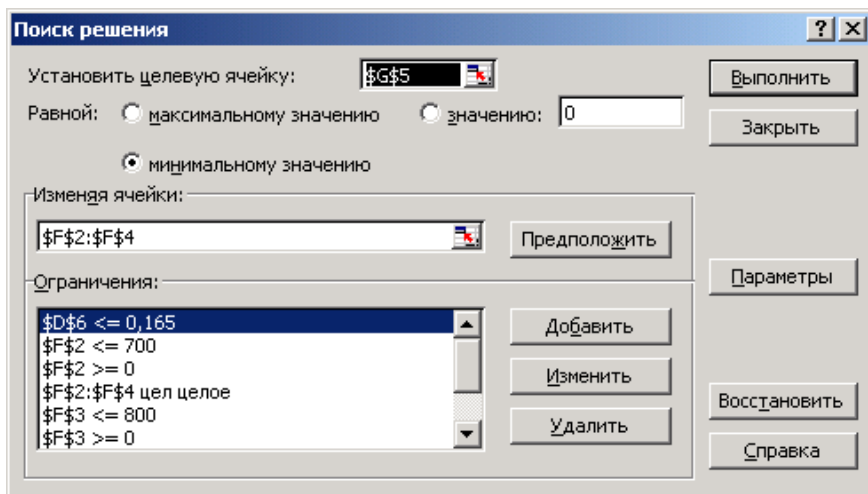 Поиск решения
Установить целевую ячейку: $G$5
Выполнить
Равной: максимальному значению значению: 0
Закрыть
минимальному значению
Изменяя ячейки:
$F$2:$F$4
Предположить
Параметры
Ограничения:
$D$6 <= 0,165
$F$2 <= 700
$F$2 >= 0
$F$2:$F$4 цел целое
$F$3 <= 800
$F$3 >= 0
Добавить
Изменить
Удалить
Восстановить
Справка